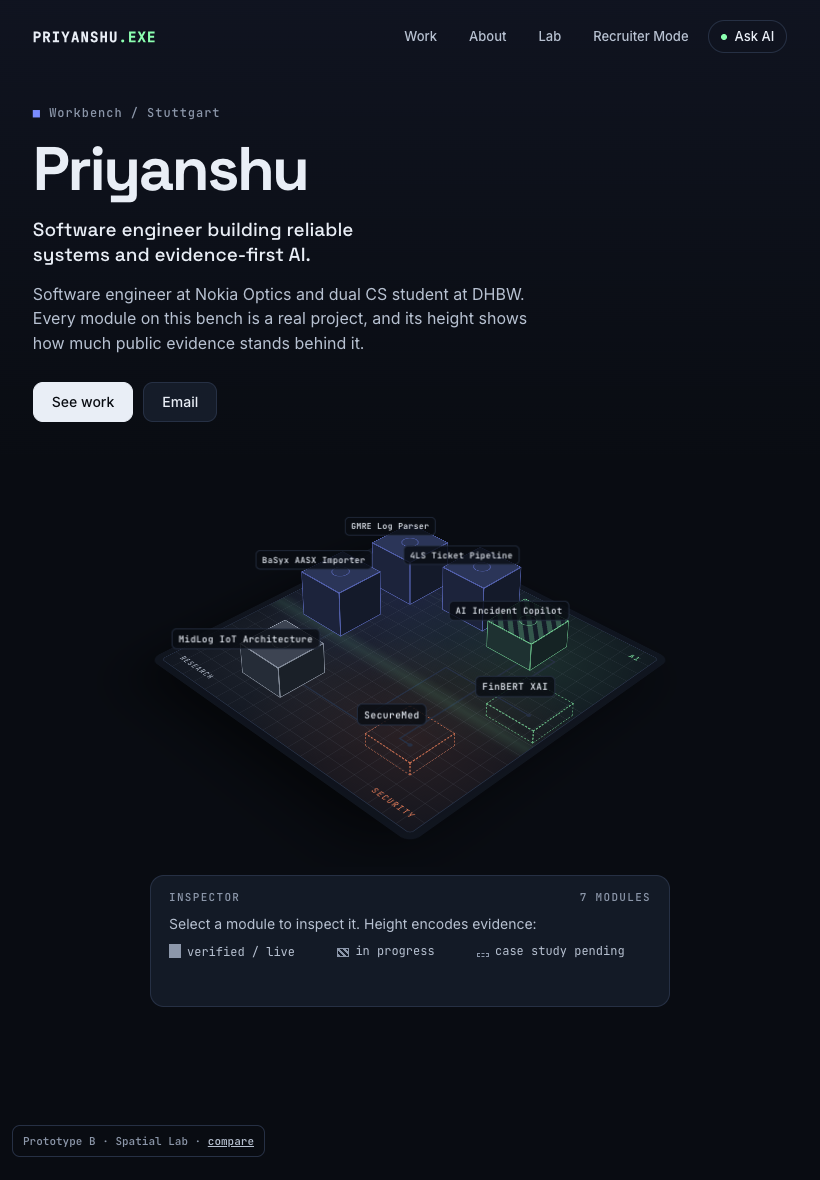 PRIYANSHU.EXE
Work
About
Lab
Recruiter Mode
Ask AI
Workbench / Stuttgart
Priyanshu
Software engineer building reliable
systems and evidence-first AI.
Software engineer at Nokia Optics and dual CS student at DHBW.
Every module on this bench is a real project, and its height shows
how much public evidence stands behind it.
See work
Email
GMRE Log Parser
BaSyx AASX Importer
4LS Ticket Pipeline
AI Incident Copilot
MidLog IoT Architecture
RESEARCH
AI
FinBERT XAI
SecureMed
SECURITY
INSPECTOR
7 MODULES
Select a module to inspect it. Height encodes evidence:
verified / live
in progress
case study pending
Prototype B · Spatial Lab · compare